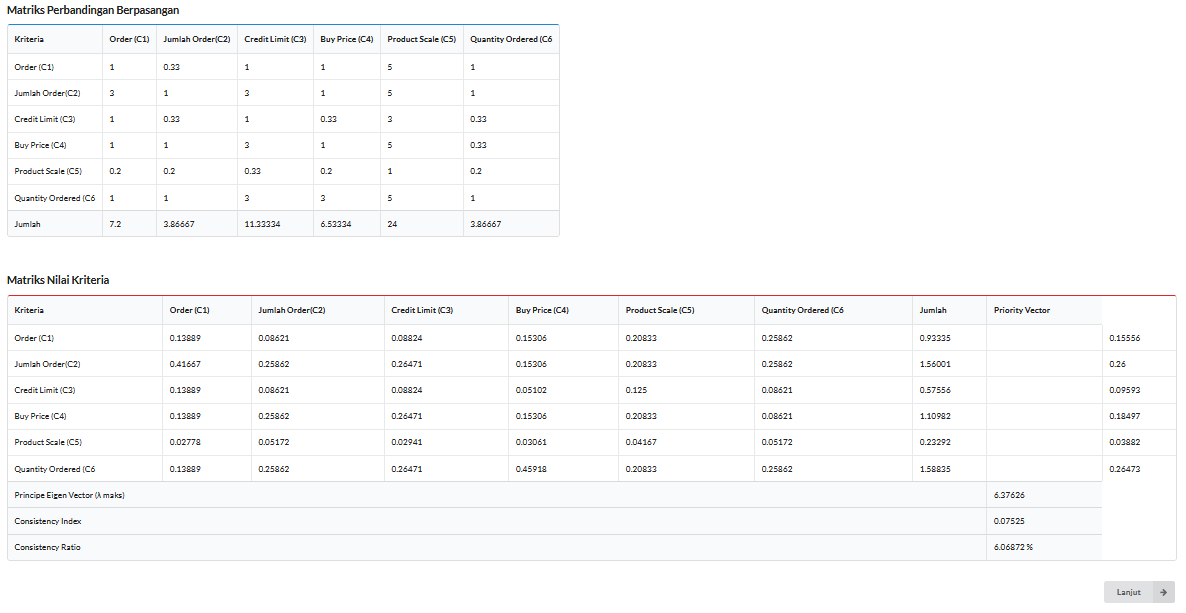 Matriks Perbandingan Berpasangan
Kriteria Order (C1) Jumlah Order(C2) Credit Limit (C3) Buy Price (C4) Product Scale (C5) Quantity Ordered (C6
Order (C1) 1 0.33 1 1 5 1
Jumlah Order(C2) 3 1 3 1 5 1
Credit Limit (C3) 1 0.33 1 0.33 3 0.33
Buy Price (C4) 1 1 3 1 5 0.33
Product Scale (C5) 0.2 0.2 0.33 0.2 1 0.2
Quantity Ordered (C6 1 1 3 3 5 1
Jumlah 7.2 3.86667 11.33334 6.53334 24 3.86667
Matriks Nilai Kriteria
Kriteria Order (C1) Jumlah Order(C2) Credit Limit (C3) Buy Price (C4) Product Scale (C5) Quantity Ordered (C6 Jumlah Priority Vector
Order (C1) 0.13889 0.08621 0.08824 0.15306 0.20833 0.25862 0.93335 0.15556
Jumlah Order(C2) 0.41667 0.25862 0.26471 0.15306 0.20833 0.25862 1.56001 0.26
Credit Limit (C3) 0.13889 0.08621 0.08824 0.05102 0.125 0.08621 0.57556 0.09593
Buy Price (C4) 0.13889 0.25862 0.26471 0.15306 0.20833 0.08621 1.10982 0.18497
Product Scale (C5) 0.02778 0.05172 0.02941 0.03061 0.04167 0.05172 0.23292 0.03882
Quantity Ordered (C6 0.13889 0.25862 0.26471 0.45918 0.20833 0.25862 1.58835 0.26473
Principe Eigen Vector (λ maks) 6.37626
Consistency Index 0.07525
Consistency Ratio 6.06872 %
Lanjut